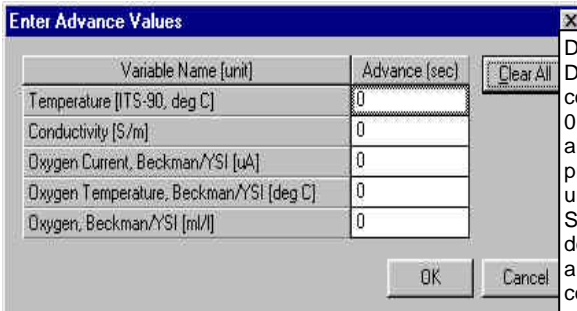 Enter Advance Values
Variable Name [unit] Advance (sec) Clear All
Temperature [ITS-90, deg C] 0
Conductivity [S/m] 0
Oxygen Current, Beckman/YSI [uA] 0
Oxygen Temperature, Beckman/YSI [deg C] 0
Oxygen, Beckman/YSI [ml/l] 0
OK Cancel